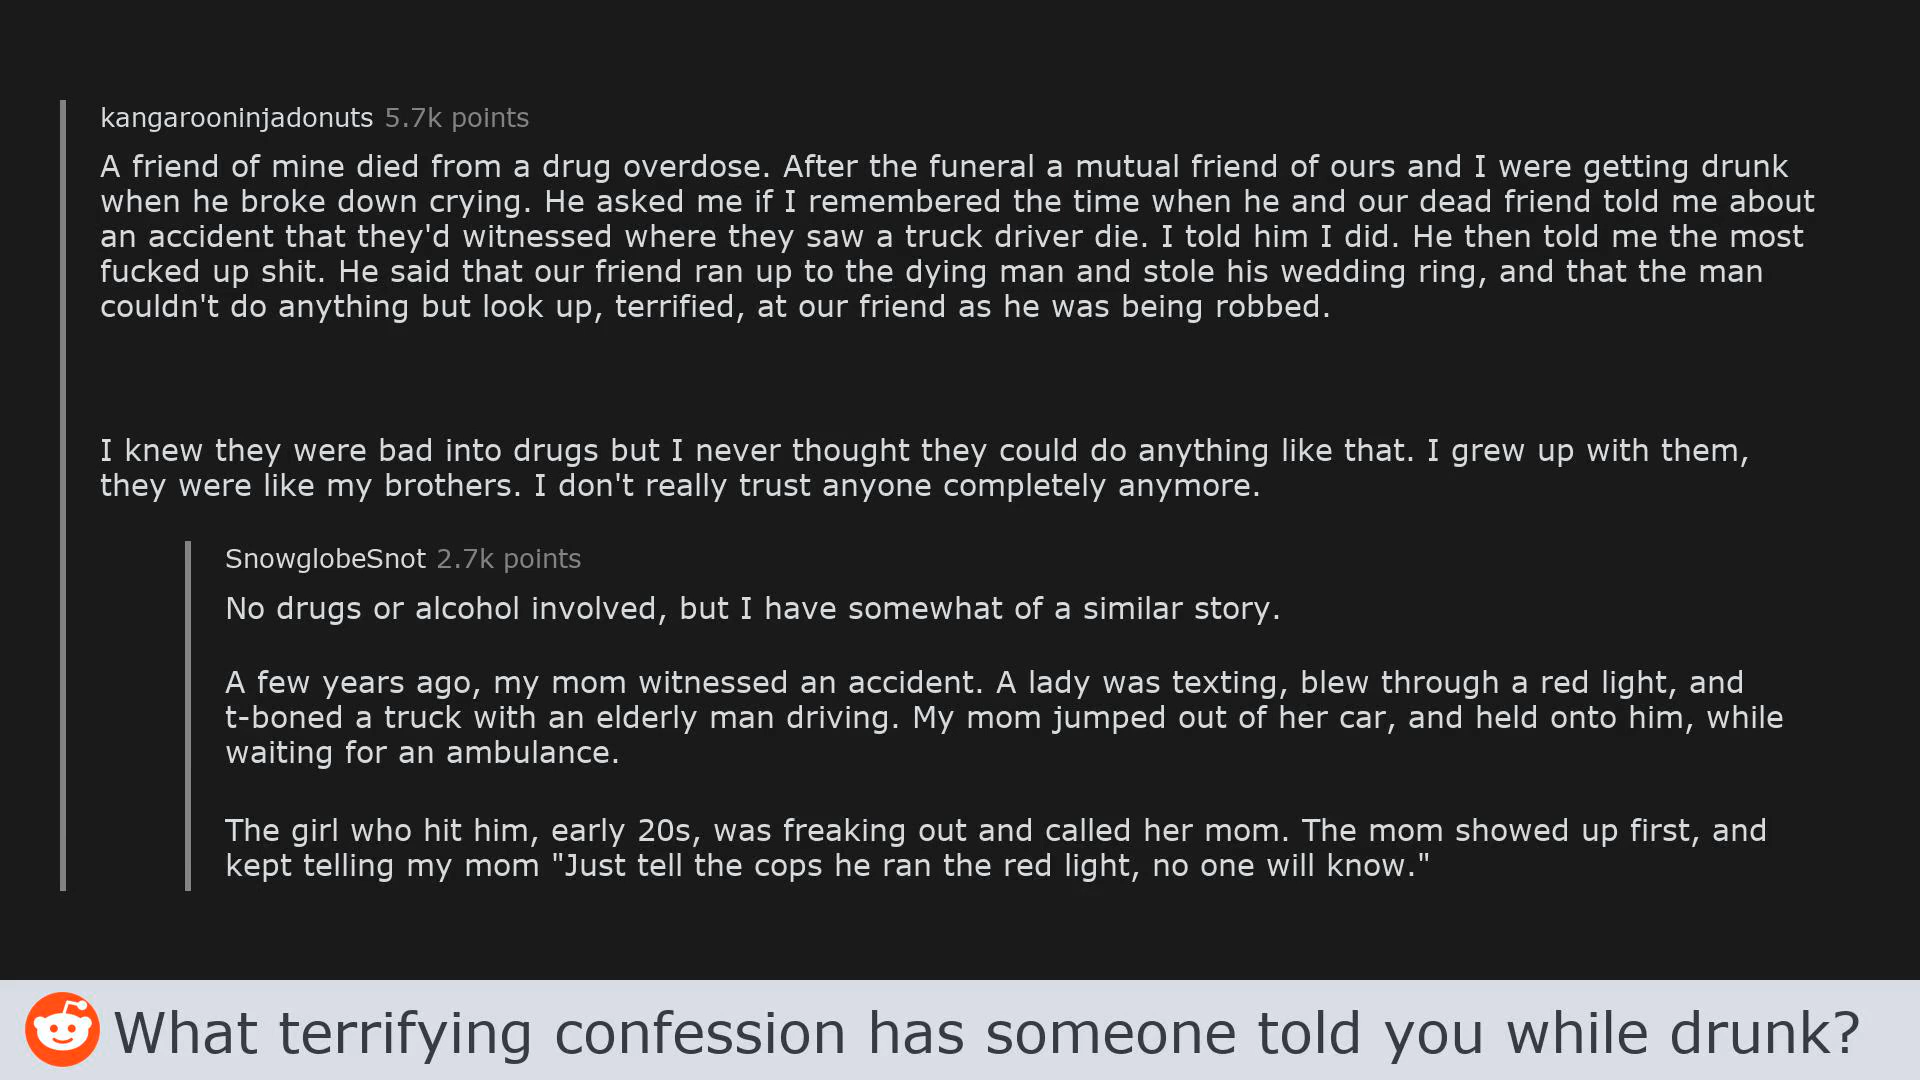 kangarooninjadonuts 5.7k points
A friend of mine died from a drug overdose. After the funeral a mutual friend of ours and I were getting drunk
when he broke down crying. He asked me if I remembered the time when he and our dead friend told me about
an accident that they'd witnessed where they saw a truck driver die. I told him I did. He then told me the most
fucked up shit. He said that our friend ran up to the dying man and stole his wedding ring, and that the man
couldn't do anything but look up, terrified, at our friend as he was being robbed.
I knew they were bad into drugs but I never thought they could do anything like that. I grew up with them,
they were like my brothers. I don't really trust anyone completely anymore.
SnowglobeSnot 2.7k points
No drugs or alcohol involved, but I have somewhat of a similar story.
A few years ago, my mom witnessed an accident. A lady was texting, blew through a red light, and
t-boned a truck with an elderly man driving. My mom jumped out of her car, and held onto him, while
waiting for an ambulance.
The girl who hit him, early 20s, was freaking out and called her mom. The mom showed up first, and
kept telling my mom "Just tell the cops he ran the red light, no one will know."
What terrifying confession has someone told you while drunk?